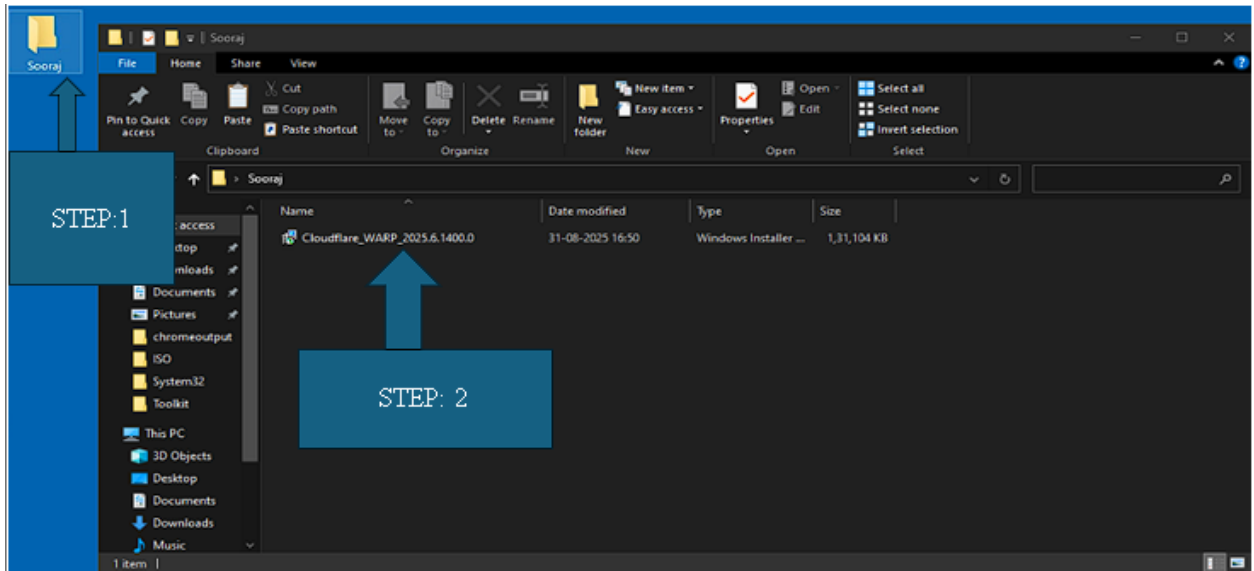 Sooraj
Sooraj
File Home Share View
Pin to Quick access
Copy
Paste
Cut
Copy path
Paste shortcut
Clipboard
Move to
Copy to
Delete
Rename
Organize
New folder
New item
Easy access
New
Properties
Open
Edit
Open
Select all
Select none
Invert selection
Select
Sooraj
STEP:1
Name Date modified Type Size
Cloudflare_WARP_2025.6.1400.0 31-08-2025 16:50 Windows Installer ... 1,31,104 KB
access
ktop
nloads
Documents
Pictures
chromeoutput
ISO
System32
Toolkit
This PC
3D Objects
Desktop
Documents
Downloads
Music
STEP: 2
1 item